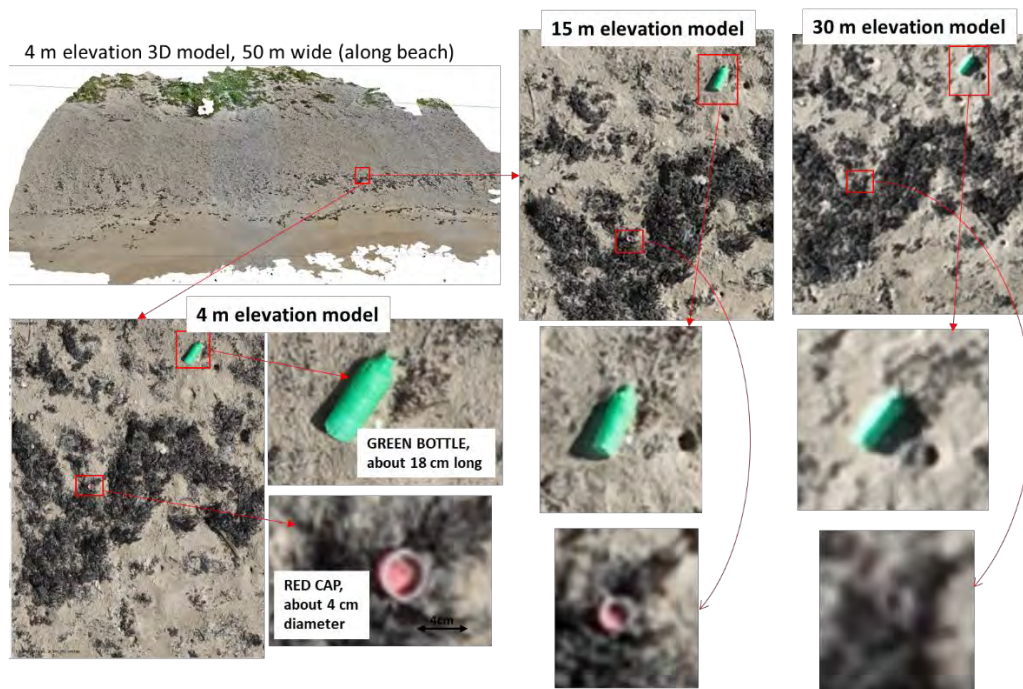 4 m elevation 3D model, 50 m wide (along beach)
15 m elevation model
30 m elevation model
4 m elevation model
GREEN BOTTLE,
about 18 cm long
RED CAP,
about 4 cm
diameter
4cm